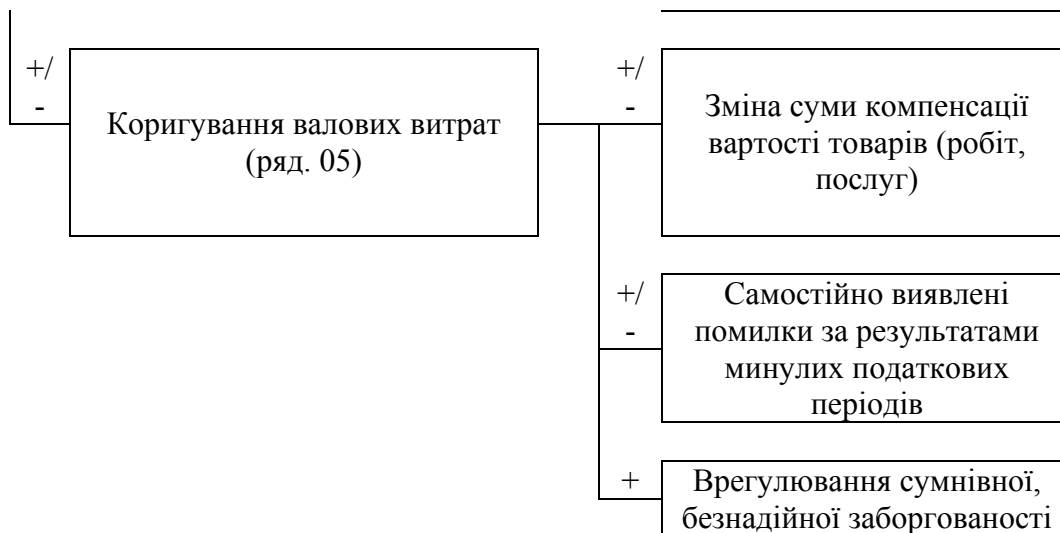 +/
-
Коригування валових витрат
(ряд. 05)
+/
-
Зміна суми компенсації
вартості товарів (робіт,
послуг)
+/
-
Самостійно виявлені
помилки за результатами
минулих податкових
періодів
+
Врегулювання сумнівної,
безнадійної заборгованості